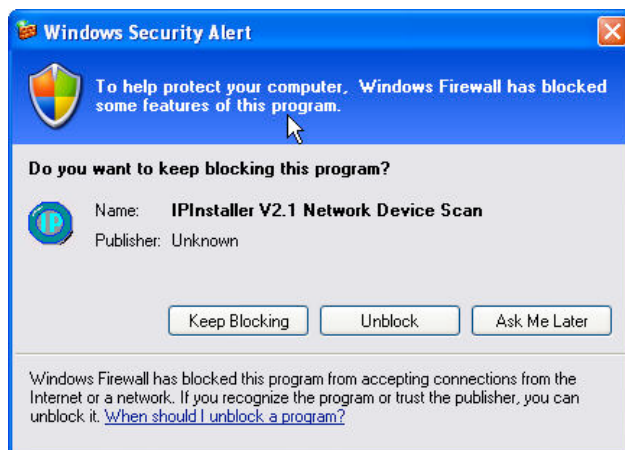 Windows Security Alert
To help protect your computer, Windows Firewall has blocked
some features of this program.
Do you want to keep blocking this program?
IP
Name: IPInstaller V2.1 Network Device Scan
Publisher: Unknown
Keep Blocking Unblock Ask Me Later
Windows Firewall has blocked this program from accepting connections from the
Internet or a network. If you recognize the program or trust the publisher, you can
unblock it. When should I unblock a program?